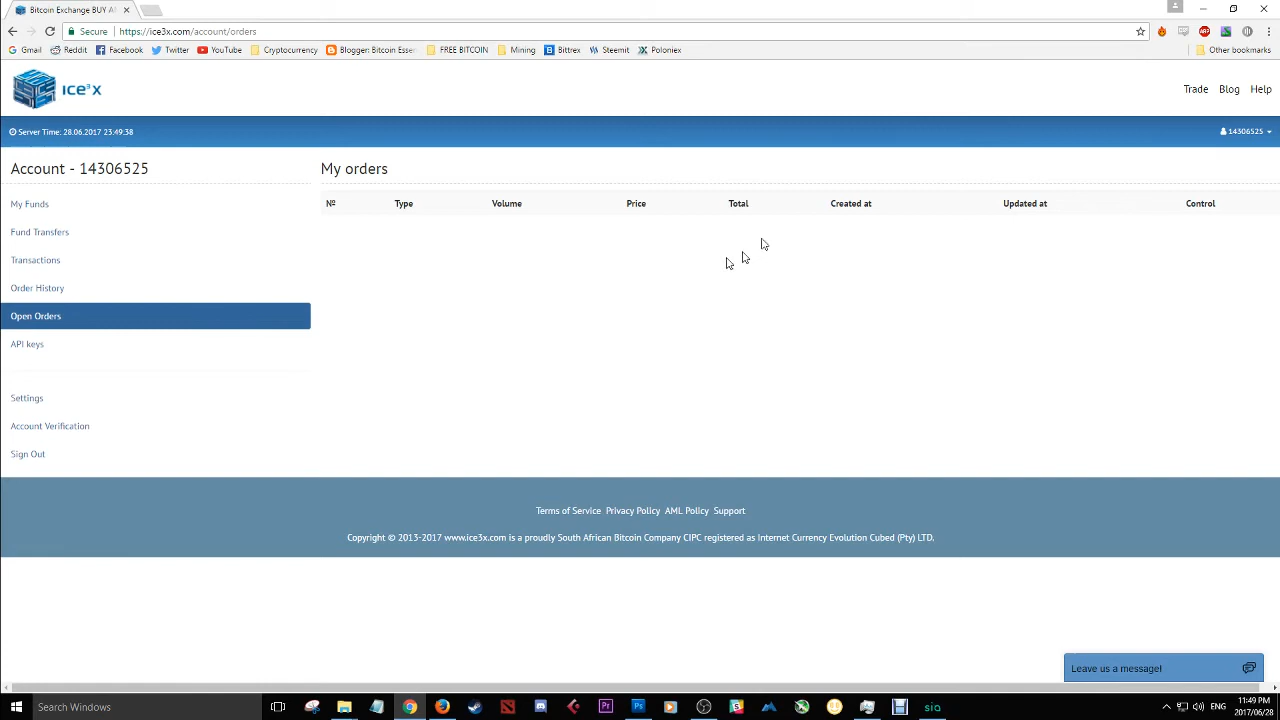 Bitcoin Exchange BUY A
https://ice3x.com/account/orders
Secure
Gmail Reddit Facebook Twitter YouTube Cryptocurrency Blogger: Bitcoin Esser FREE BITCOIN Mining Bittrex Steemit Poloniex Other bookmarks
ice³x
Trade Blog Help
Server Time: 28.06.2017 23:49:38
14306525
Account - 14306525
My orders
№ Type Volume Price Total Created at Updated at Control
My Funds
Fund Transfers
Transactions
Order History
Open Orders
API keys
Settings
Account Verification
Sign Out
Terms of Service Privacy Policy AML Policy Support
Copyright © 2013-2017 www.ice3x.com is a proudly South African Bitcoin Company CIPC registered as Internet Currency Evolution Cubed (Pty) LTD.
Leave us a message!
Search Windows
Pr
Ps
sia
ENG
11:49 PM
2017/06/28